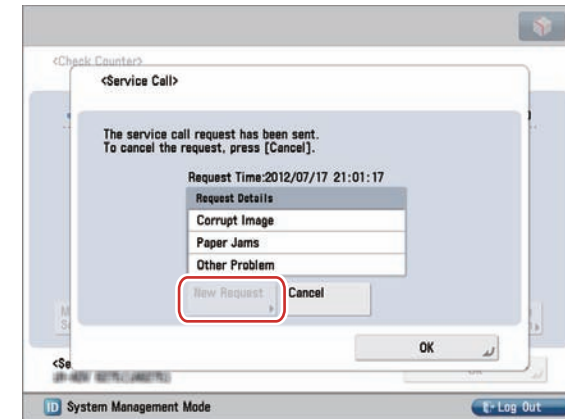 <Check Counter>
<Service Call>
The service call request has been sent.
To cancel the request, press [Cancel].
Request Time:2012/07/17 21:01:17
Request Details
Corrupt Image
Paper Jams
Other Problem
New Request
Cancel
OK
<Se
System Management Mode
Log Out